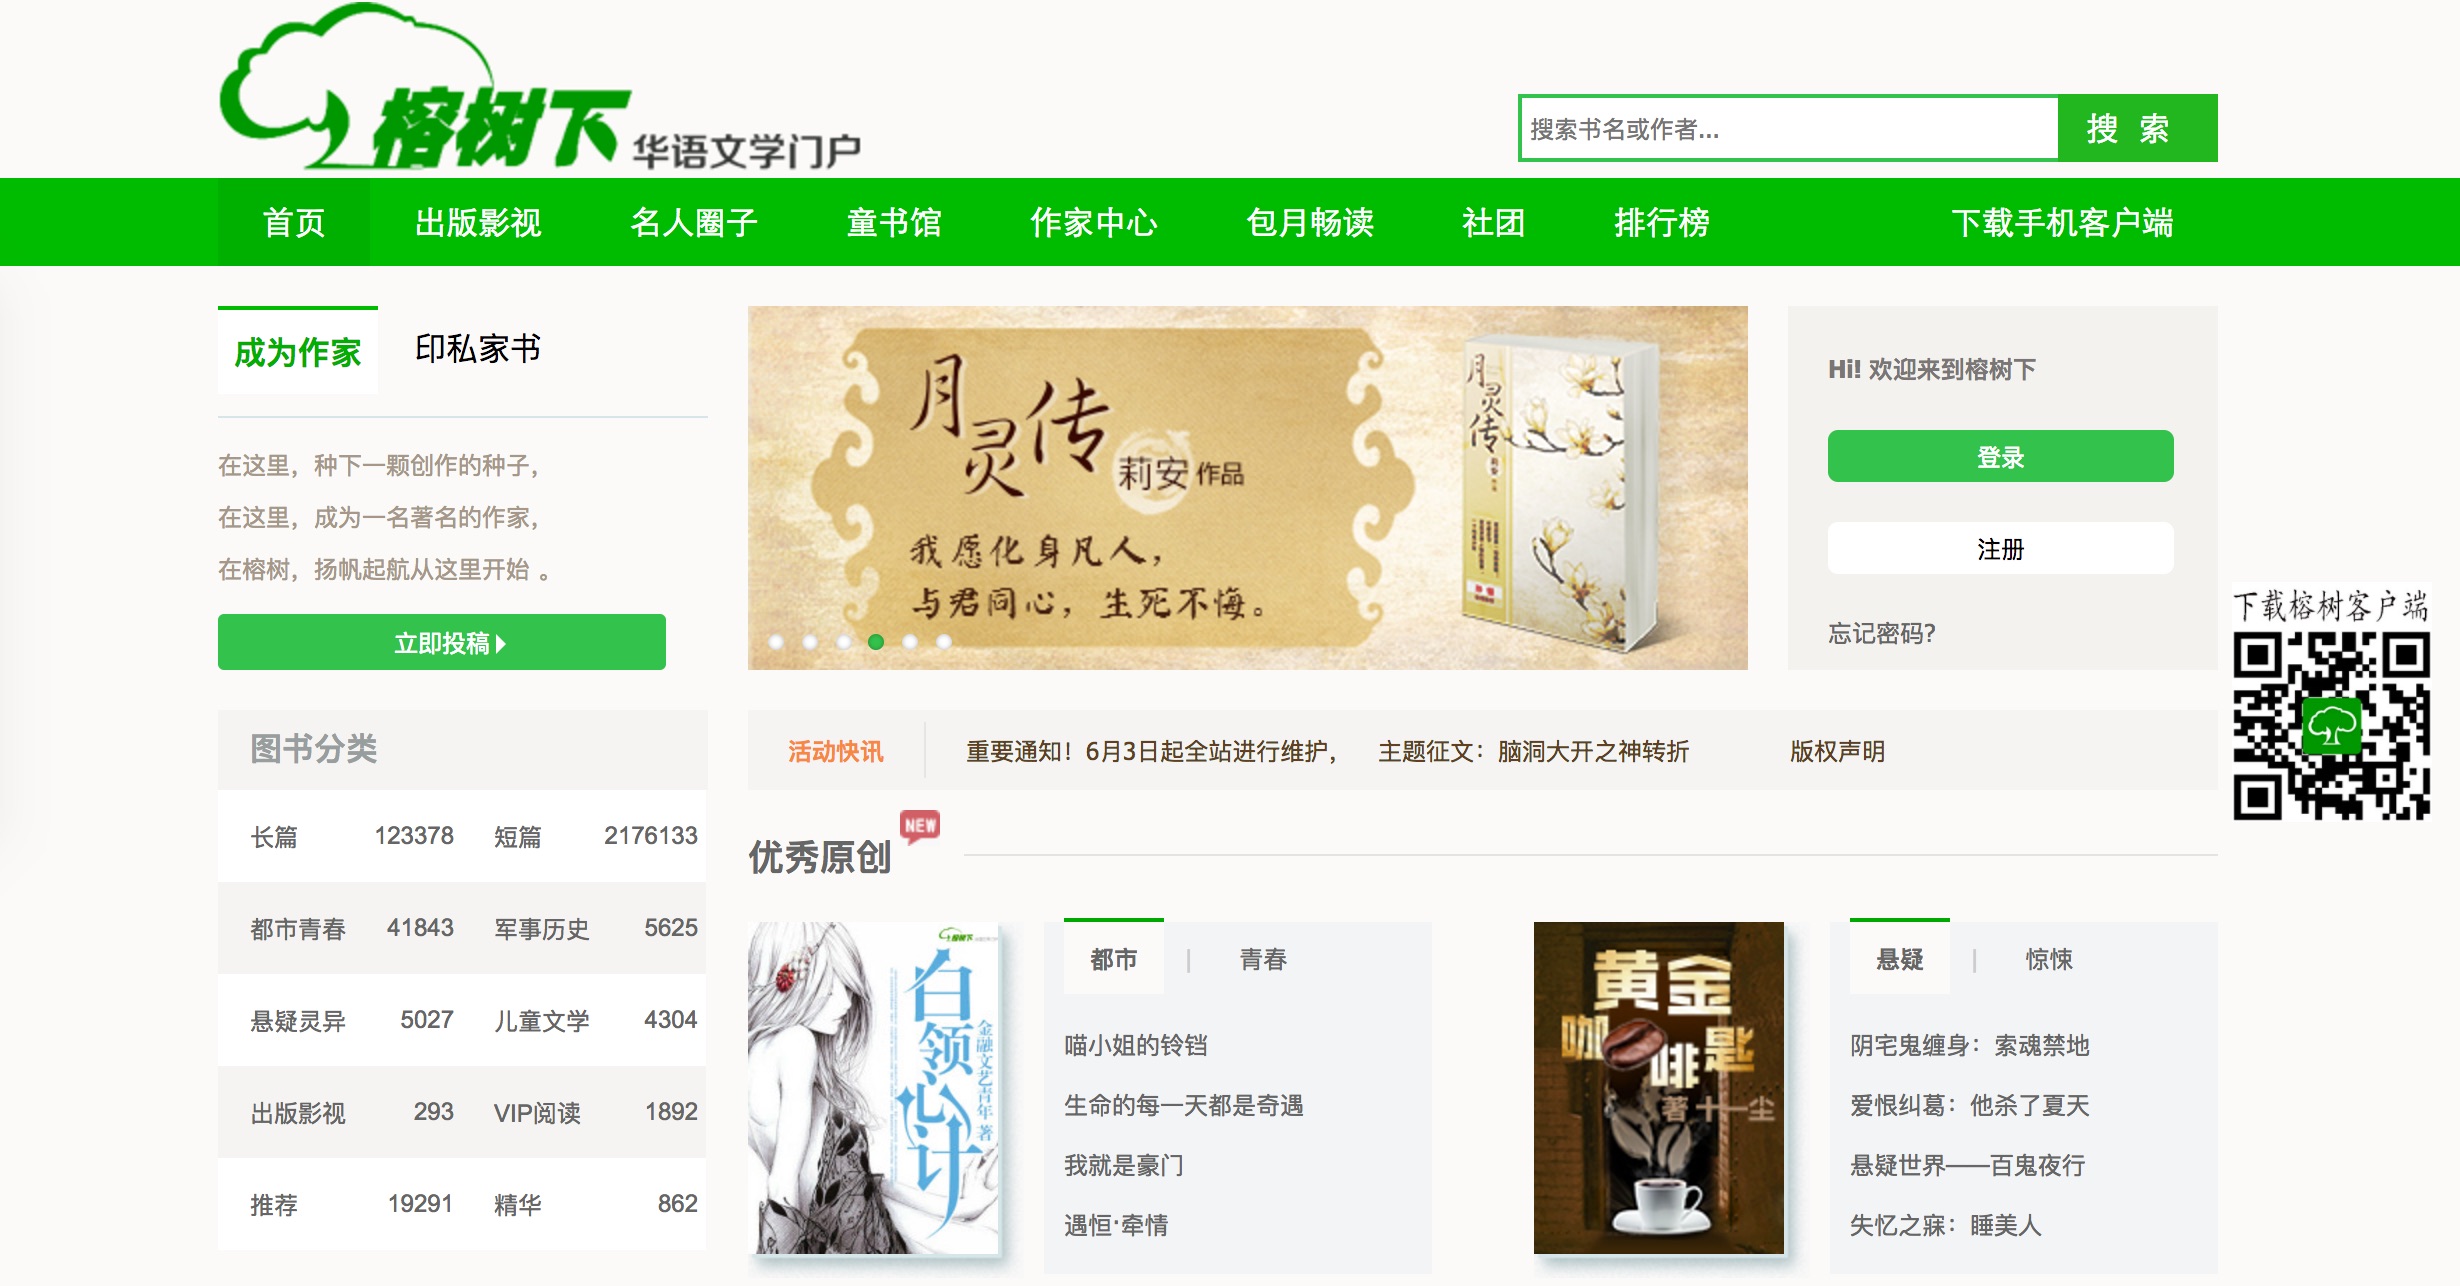 榕树下 华语文学门户
搜索书名或作者...
搜 索
首页 出版影视 名人圈子 童书馆 作家中心 包月畅读 社团 排行榜 下载手机客户端
成为作家 印私家书
在这里，种下一颗创作的种子，
在这里，成为一名著名的作家，
在榕树，扬帆起航从这里开始 。
立即投稿
月灵传
莉安 作品
我愿化身凡人，
与君同心，生死不悔。
月灵传
Hi! 欢迎来到榕树下
登录
注册
忘记密码?
下载榕树客户端
图书分类
长篇 123378 短篇 2176133
都市青春 41843 军事历史 5625
悬疑灵异 5027 儿童文学 4304
出版影视 293 VIP阅读 1892
推荐 19291 精华 862
活动快讯 重要通知！6月3日起全站进行维护， 主题征文：脑洞大开之神转折 版权声明
优秀原创 NEW
榕树下
白领心计
金融文艺青年 著
都市 | 青春
喵小姐的铃铛
生命的每一天都是奇遇
我就是豪门
遇恒·牵情
黄金咖啡匙
著 十一尘
悬疑 | 惊悚
阴宅鬼缠身：索魂禁地
爱恨纠葛：他杀了夏天
悬疑世界——百鬼夜行
失忆之寐：睡美人